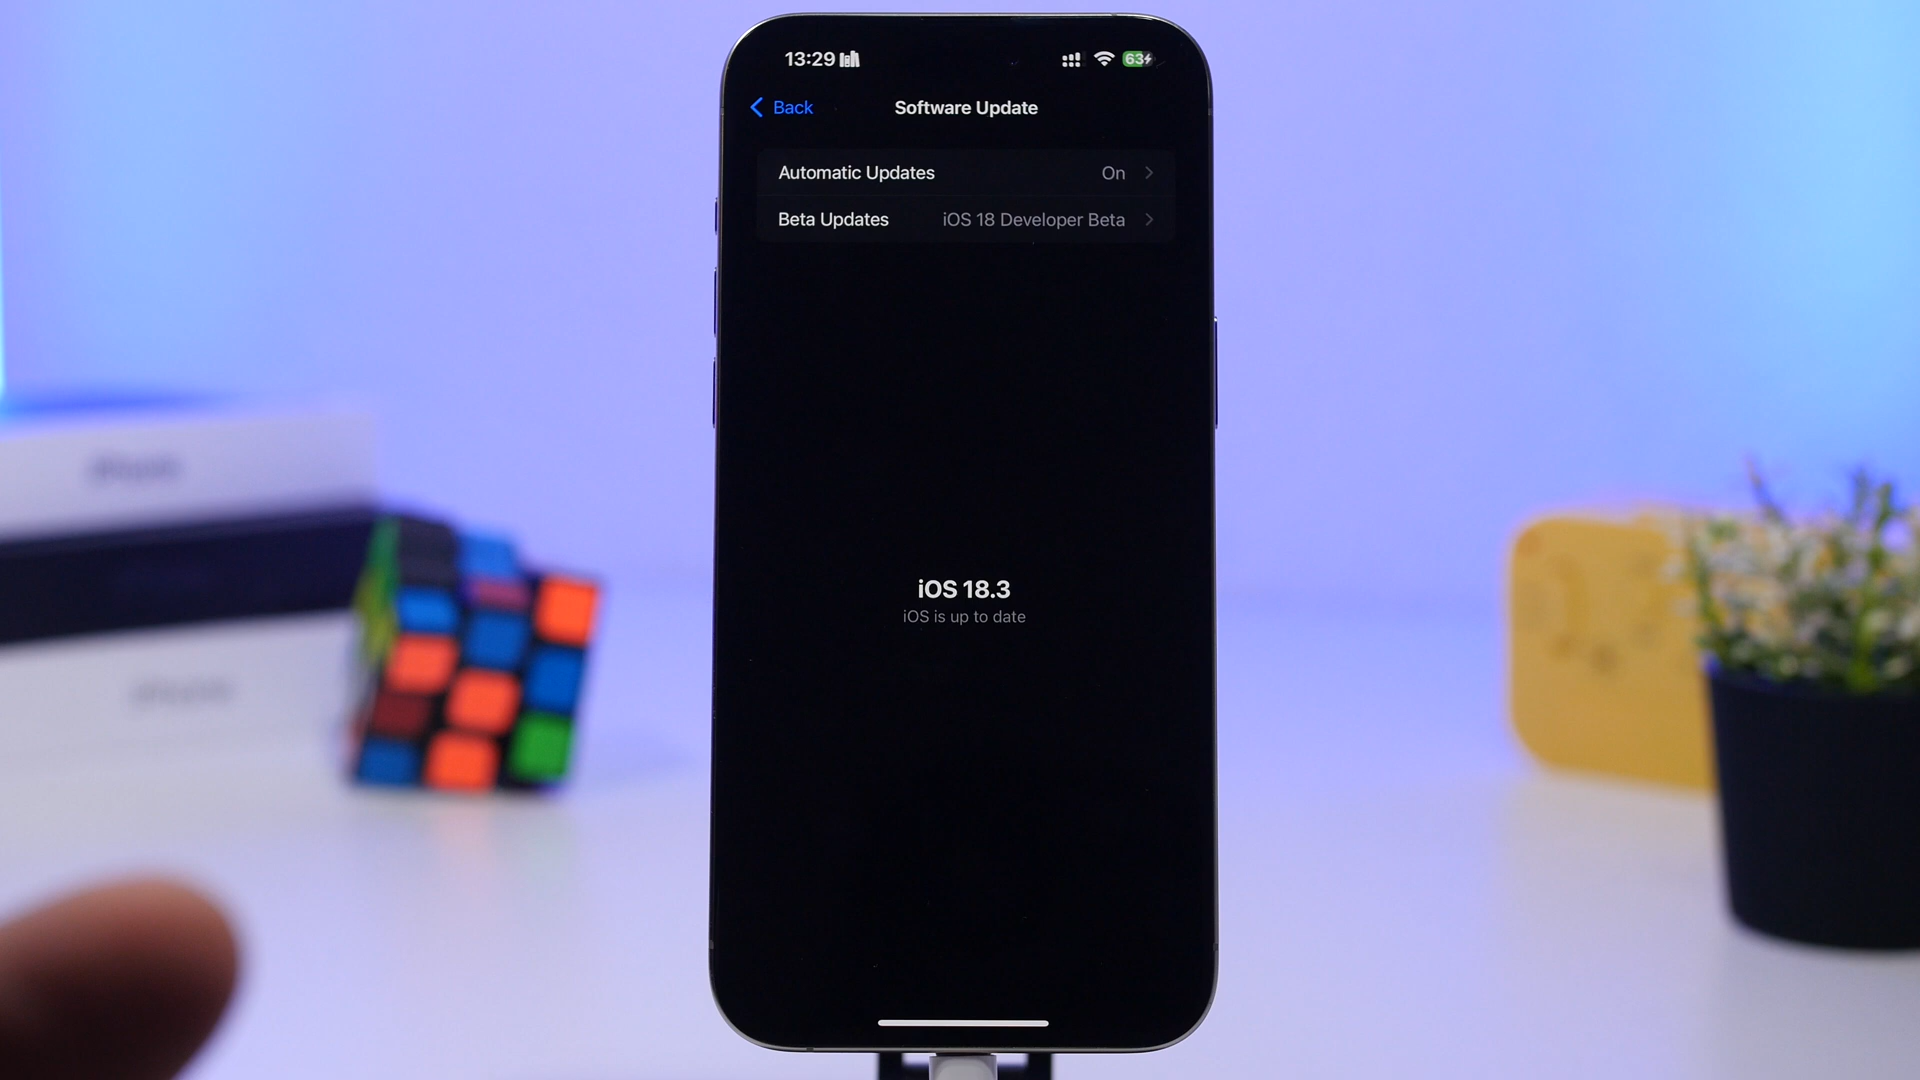 13:29
63
Back
Software Update
Automatic Updates On
Beta Updates iOS 18 Developer Beta
iOS 18.3
iOS is up to date